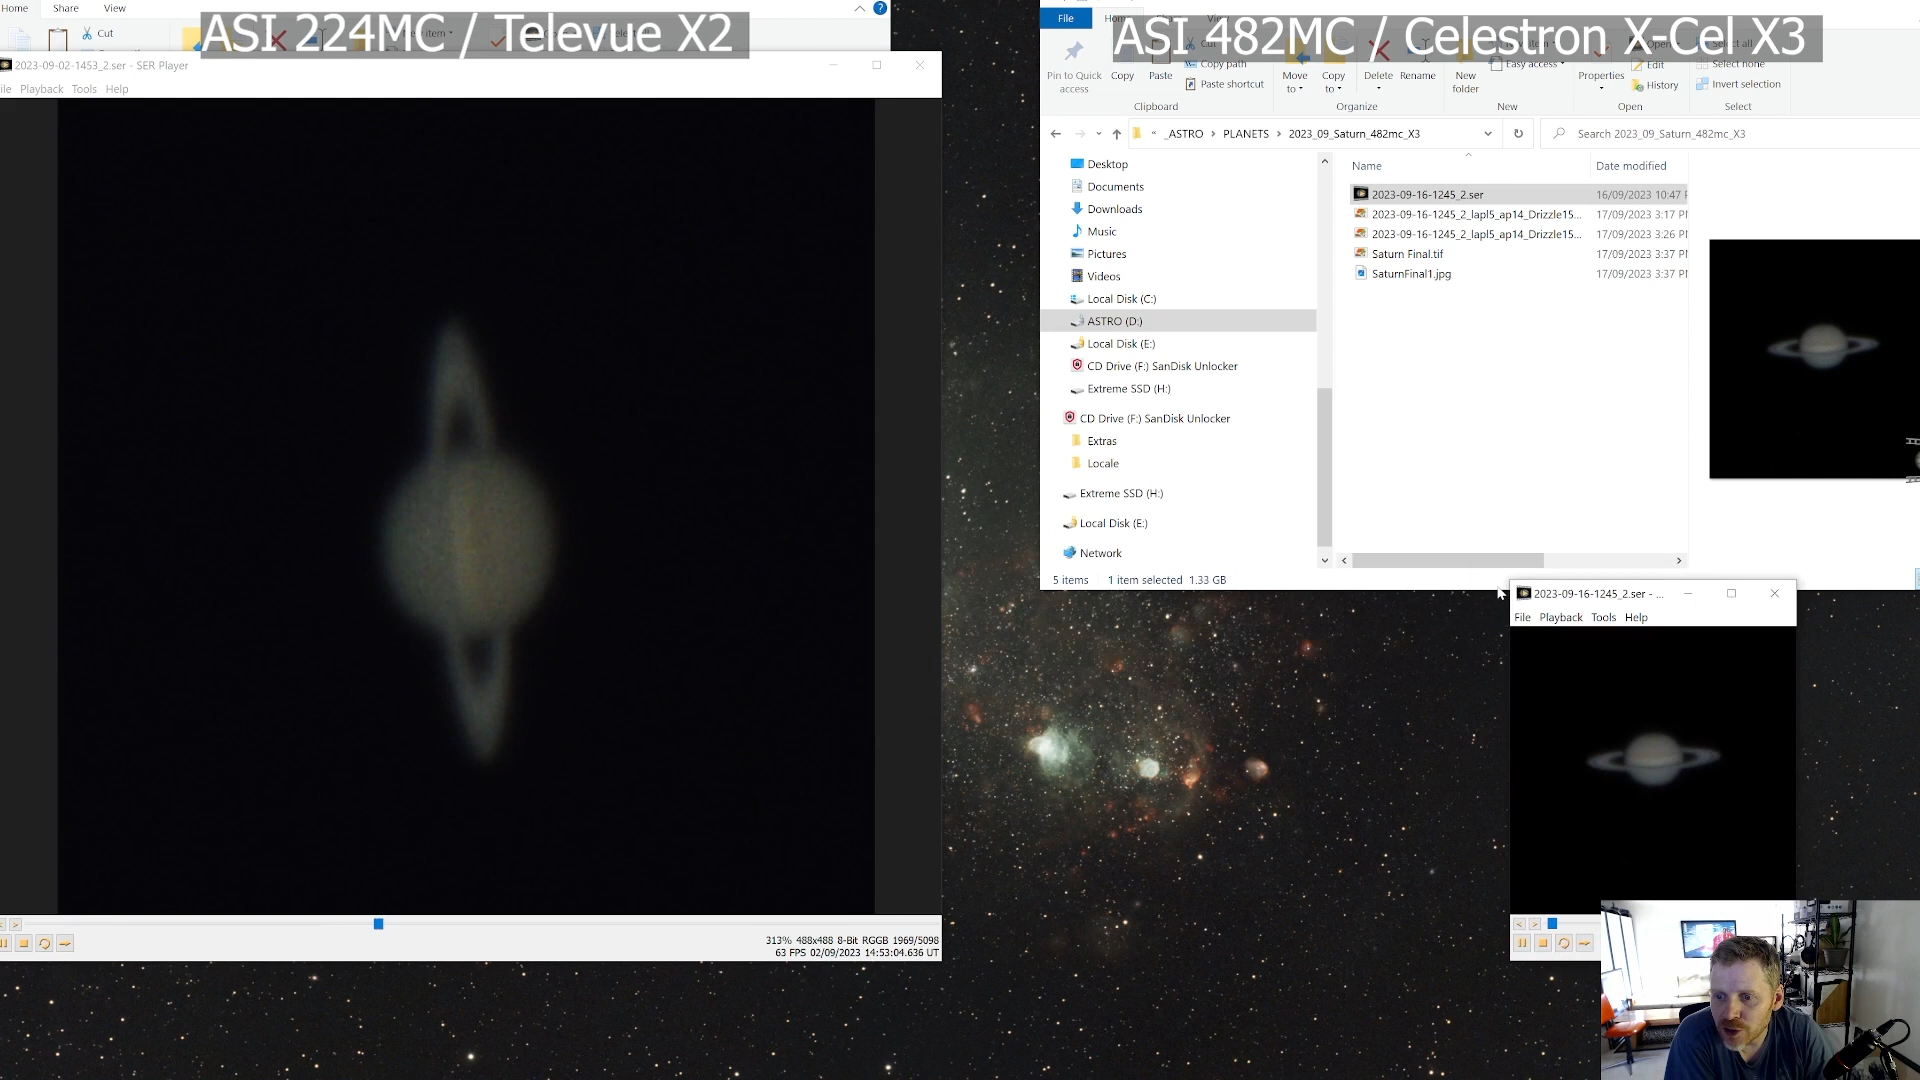 ASI 224MC / Televue X2
Home Share View
Cut
2023-09-02-1453_2.ser - SER Player
Playback Tools Help
313% 488x488 8-Bit RGGB 1969/5098
63 FPS 02/09/2023 14:53:04.636 UT
ASI 482MC / Celestron X-Cel X3
File
Pin to Quick access
Copy
Paste
Cut
Copy path
Paste shortcut
Clipboard
Move to
Copy to
Delete
Rename
Organize
New folder
Easy access
New
Properties
Open
Edit
History
Open
Select all
Select none
Invert selection
Select
« _ASTRO > PLANETS > 2023_09_Saturn_482mc_X3
Search 2023_09_Saturn_482mc_X3
Desktop
Documents
Downloads
Music
Pictures
Videos
Local Disk (C:)
ASTRO (D:)
Local Disk (E:)
CD Drive (F:) SanDisk Unlocker
Extreme SSD (H:)
CD Drive (F:) SanDisk Unlocker
Extras
Locale
Extreme SSD (H:)
Local Disk (E:)
Network
Name Date modified
2023-09-16-1245_2.ser 16/09/2023 10:47
2023-09-16-1245_2_lapl5_ap14_Drizzle15... 17/09/2023 3:17
2023-09-16-1245_2_lapl5_ap14_Drizzle15... 17/09/2023 3:26
Saturn Final.tif 17/09/2023 3:37
SaturnFinal1.jpg 17/09/2023 3:37
5 items 1 item selected 1.33 GB
2023-09-16-1245_2.ser - ...
File Playback Tools Help